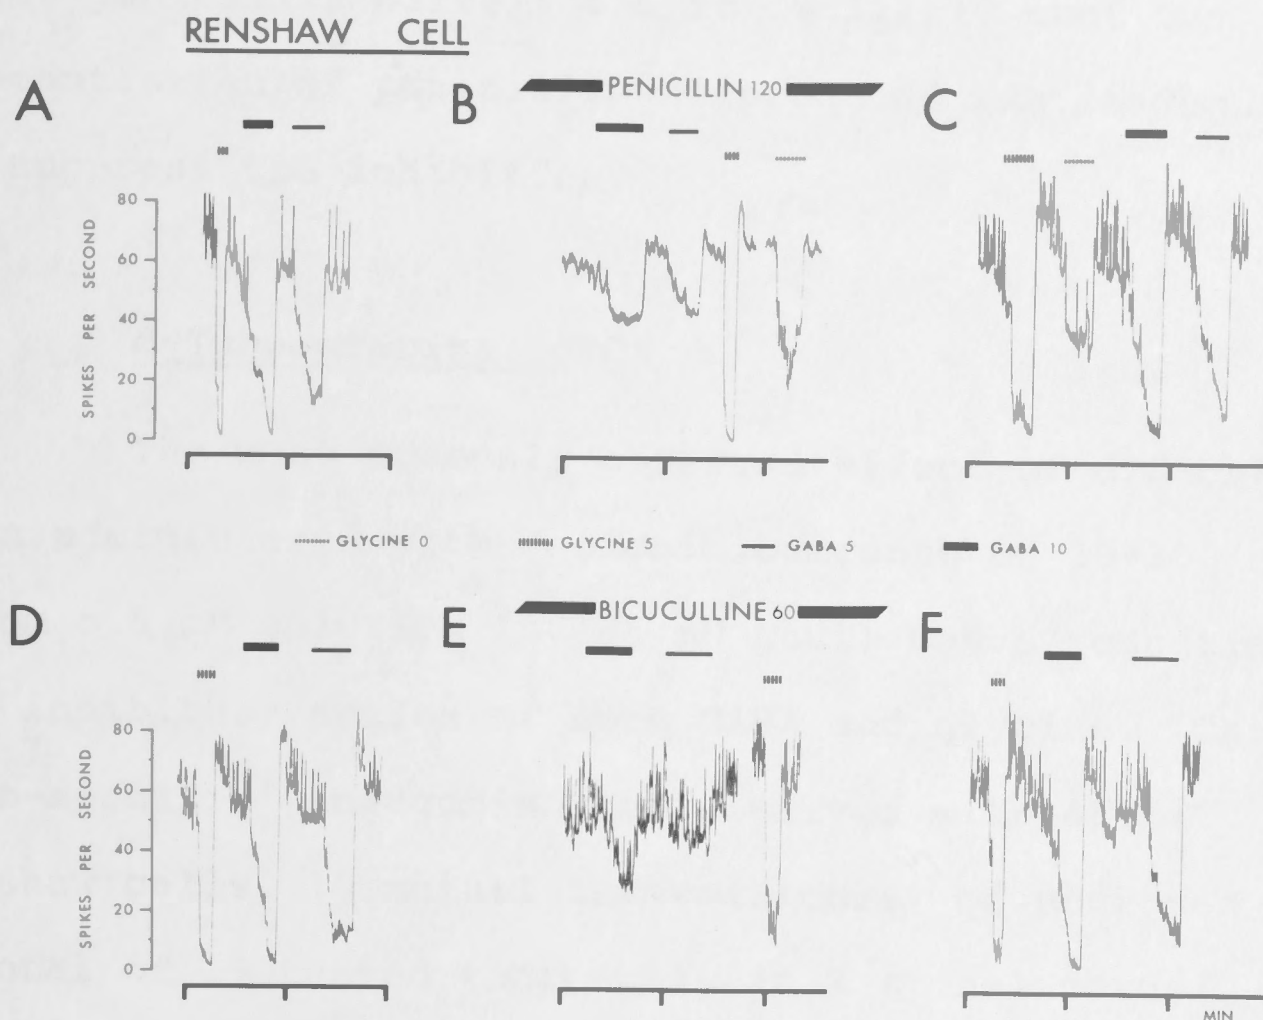 RENSHAW CELL
A
B
PENICILLIN 120
C
80
60
40
20
0
SPIKES PER SECOND
GLYCINE 0
GLYCINE 5
GABA 5
GABA 10
D
E
BICUCULLINE 60
F
80
60
40
20
0
SPIKES PER SECOND
MIN